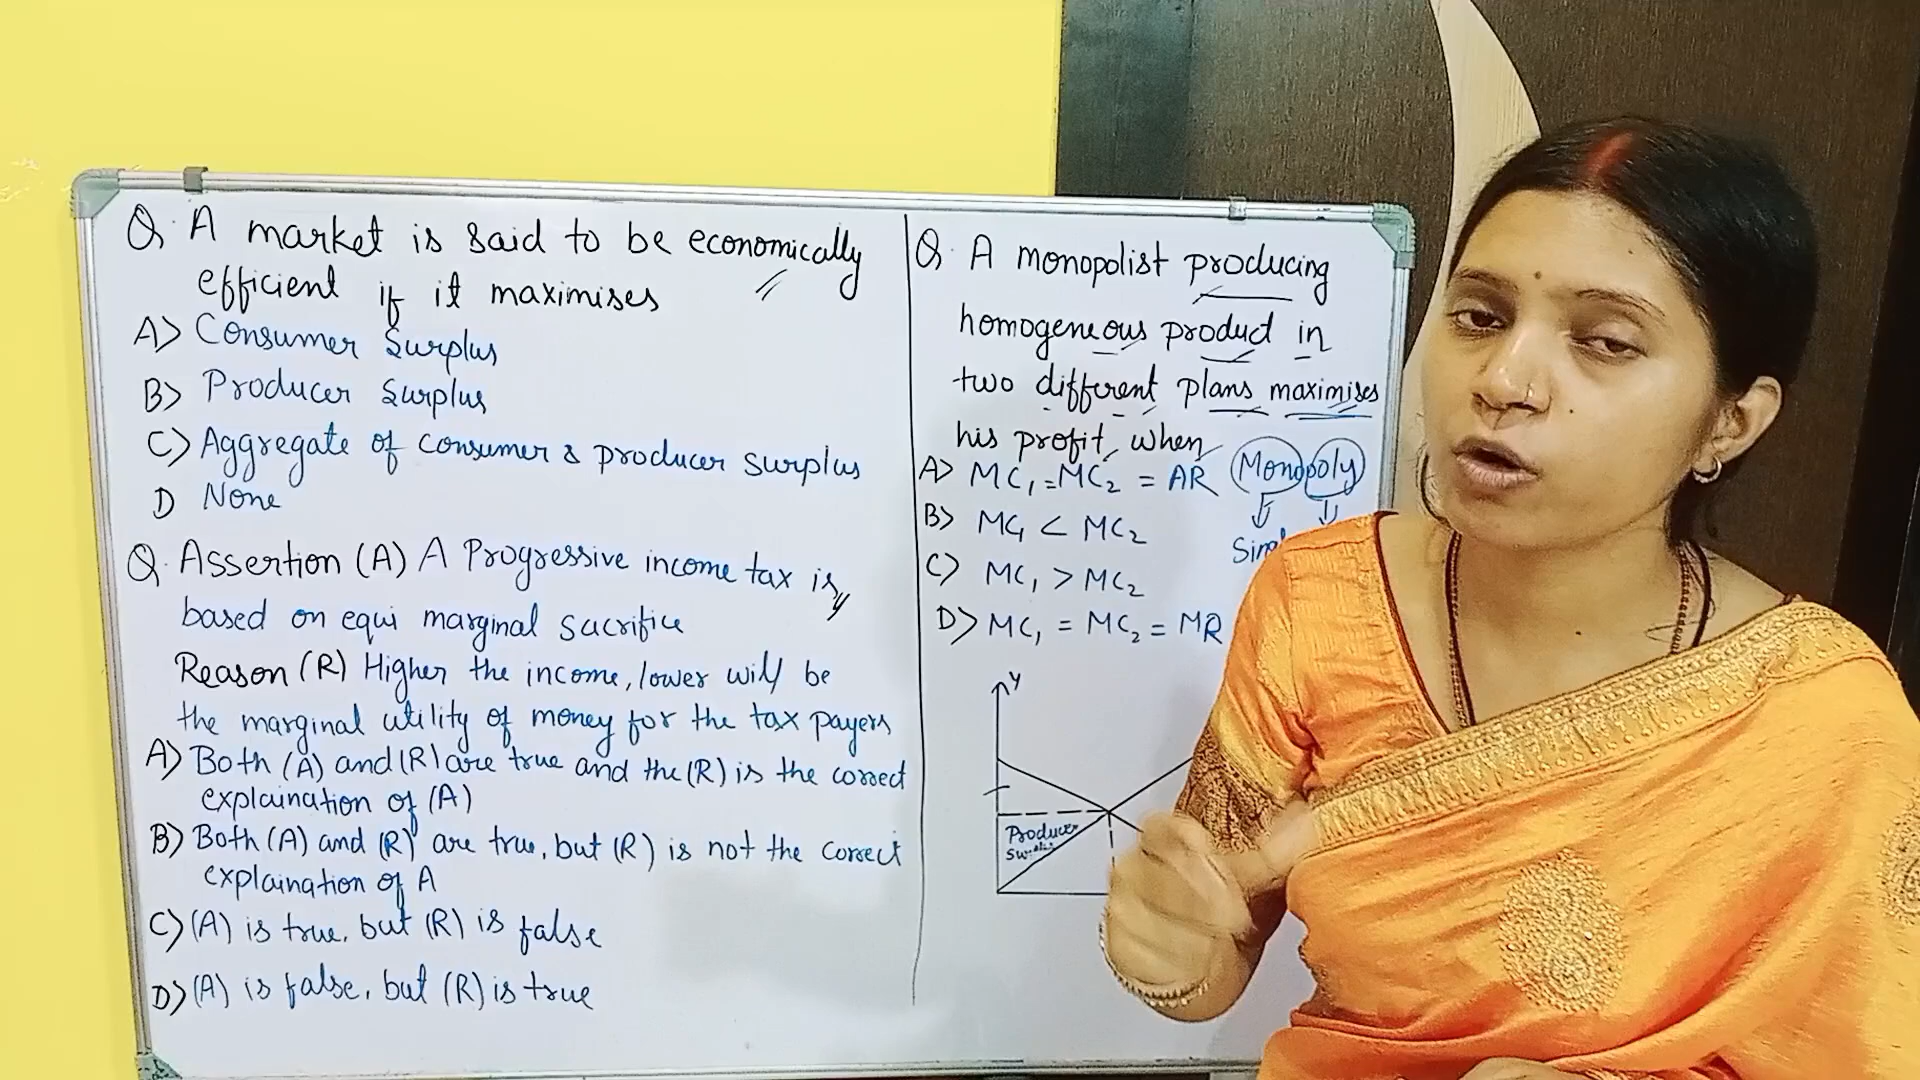 Q. A market is said to be economically
efficient if it maximises
A) Consumer Surplus
B) Producer Surplus
C) Aggregate of consumer & producer surplus
D None
Q. Assertion (A) A Progressive income tax is
based on equi marginal sacrifice
Reason (R) Higher the income, lower will be
the marginal utility of money for the tax payers
A) Both (A) and (R) are true and the (R) is the correct
explaination of (A)
B) Both (A) and (R) are true, but (R) is not the correct
explaination of A
C) (A) is true, but (R) is false
D) (A) is false, but (R) is true
Q. A monopolist producing
homogeneous product in
two different plans maximises
his profit, when
A) MC₁ = MC₂ = AR
B) MC₁ < MC₂
C) MC₁ > MC₂
D) MC₁ = MC₂ = MR
Monopoly
y
Producer